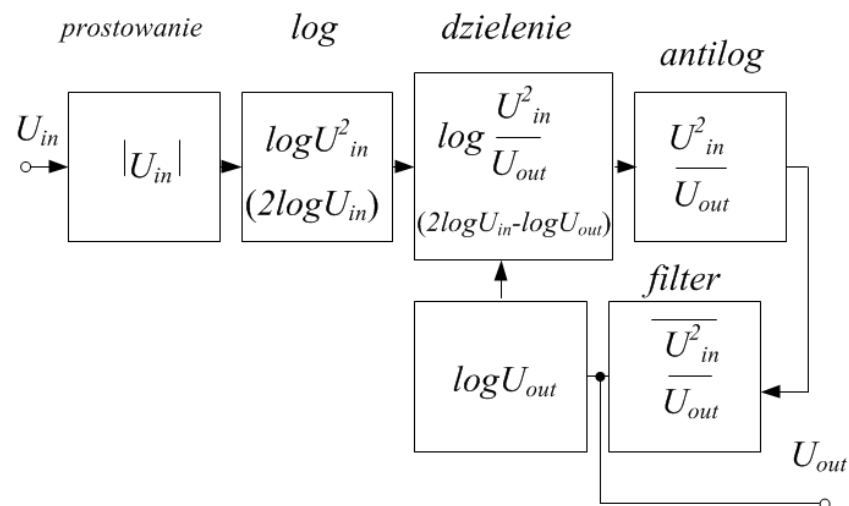 prostowanie
log
dzielenie
antilog
U_in
|U_in|
logU²_in
(2logU_in)
log U²_in
U_out
(2logU_in-logU_out)
U²_in
U_out
filter
logU_out
U²_in
U_out
U_out